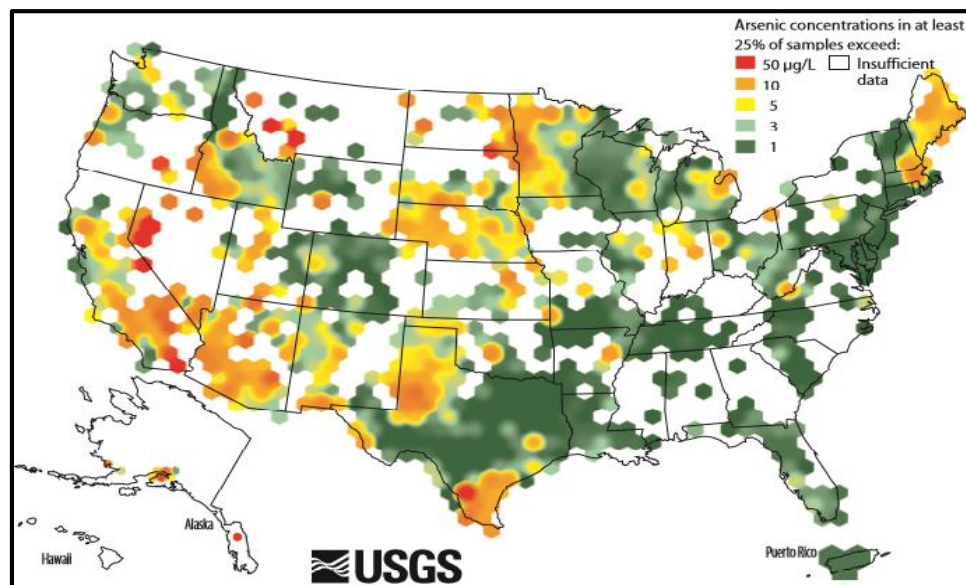 Arsenic concentrations in at least
25% of samples exceed:
50 µg/L
Insufficient
data
10
5
3
1
Alaska
Hawaii
USGS
Puerto Rico